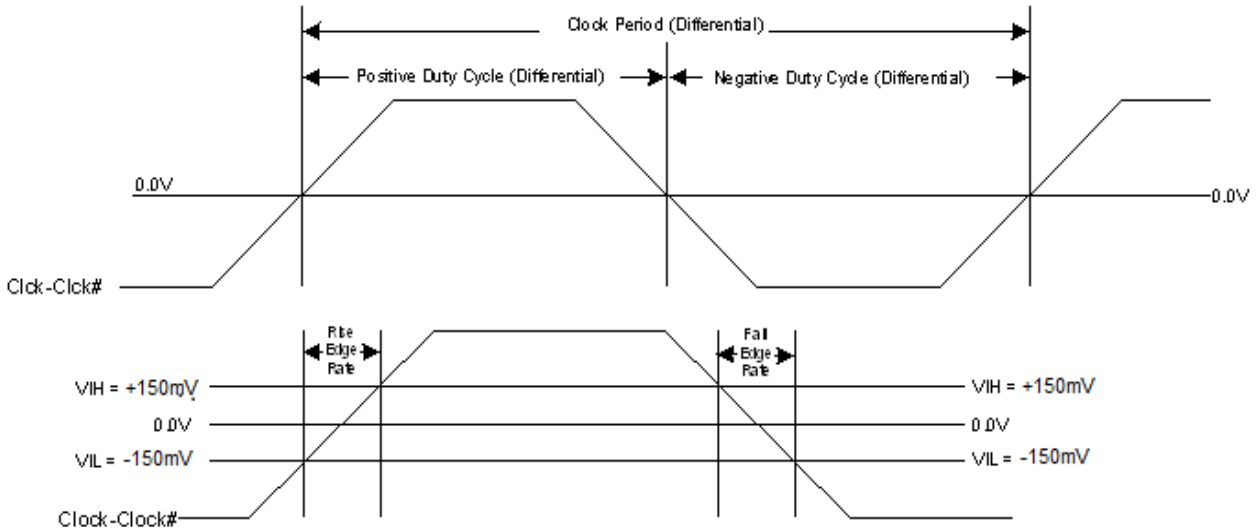 Clock Period (Differential)
Positive Duty Cycle (Differential) Negative Duty Cycle (Differential)
0.0V
0.0V
Clck-Clck#
Rise
Edge
Rate
Fall
Edge
Rate
VIH = +150mV VIH = +150mV
0.0V 0.0V
VIL = -150mV VIL = -150mV
Clock-Clock#